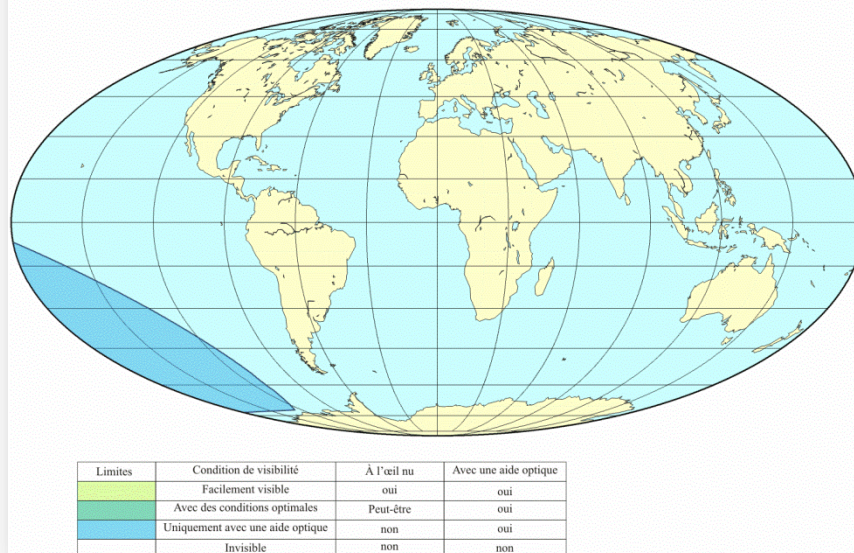 Limites Condition de visibilité À l'œil nu Avec une aide optique
Facilement visible oui oui
Avec des conditions optimales Peut-être oui
Uniquement avec une aide optique non oui
Invisible non non